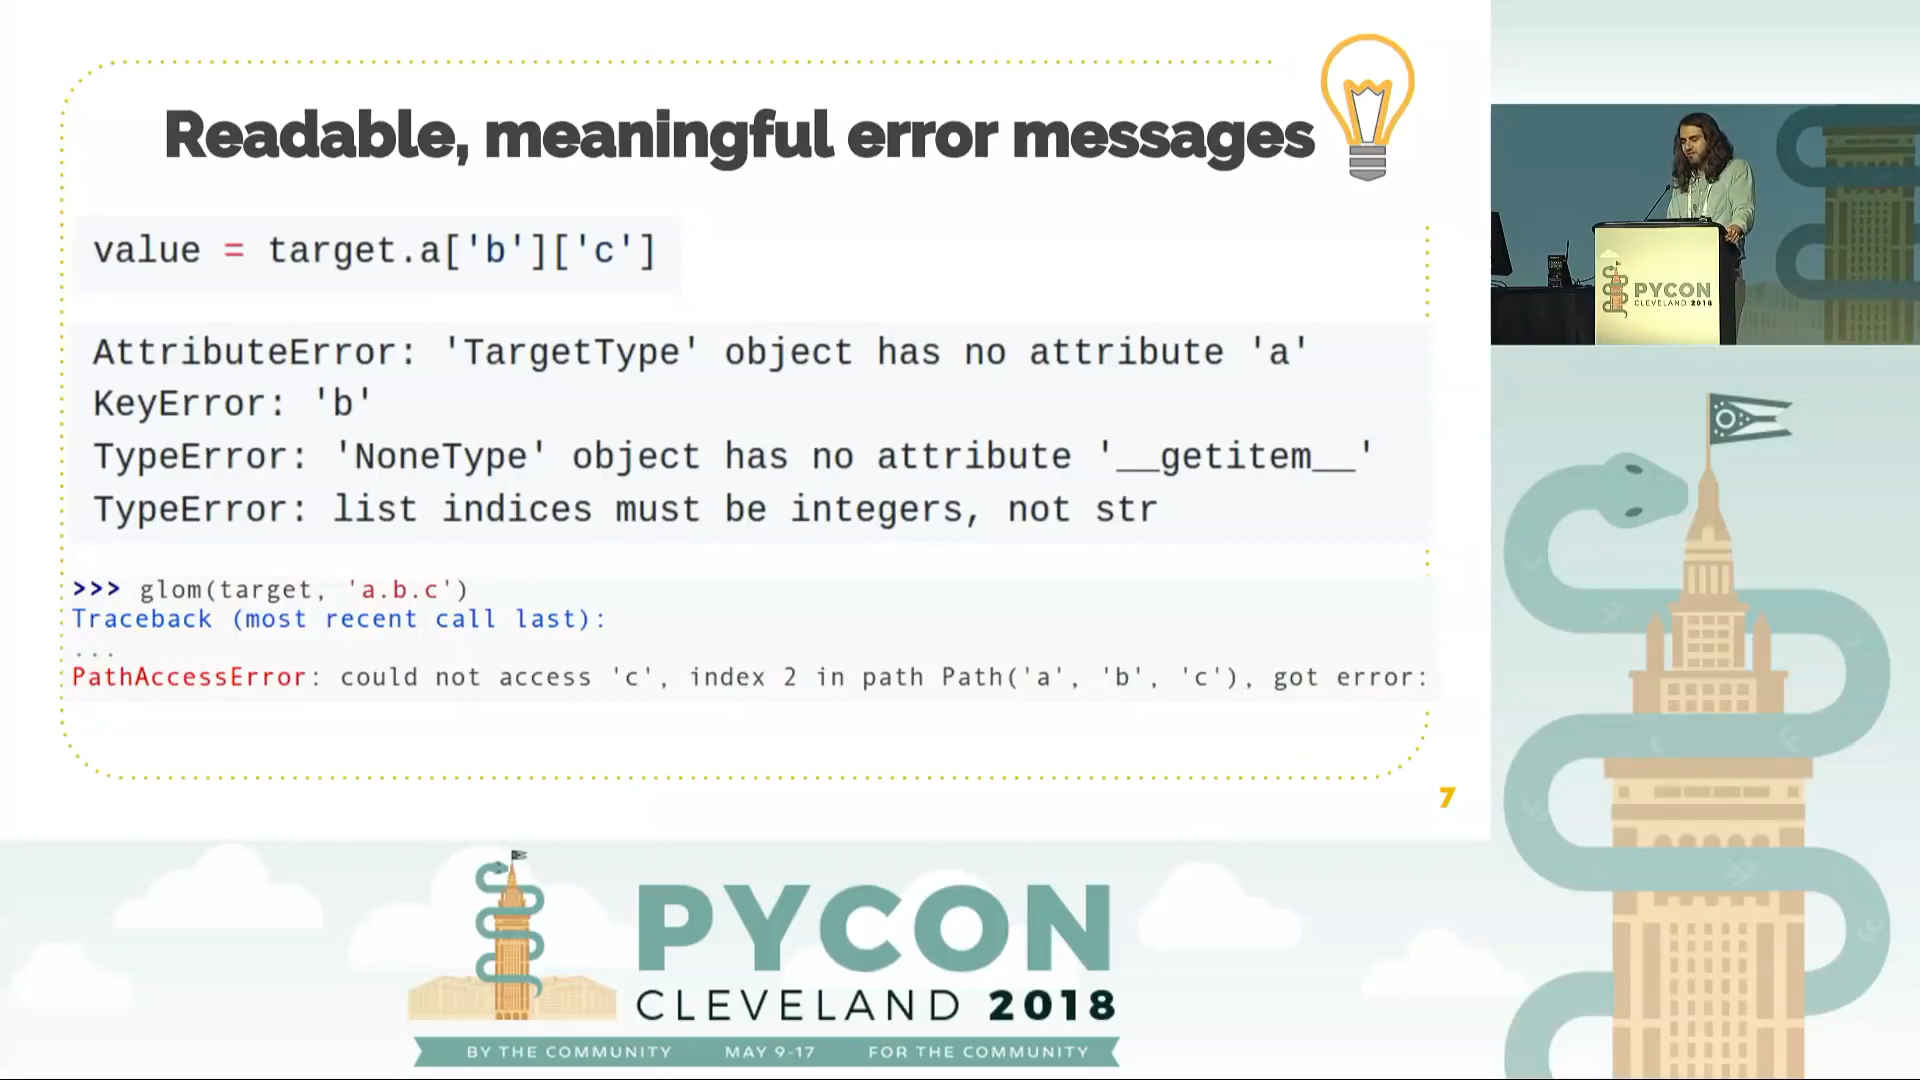 Readable, meaningful error messages
value = target.a['b']['c']
AttributeError: 'TargetType' object has no attribute 'a'
KeyError: 'b'
TypeError: 'NoneType' object has no attribute '__getitem__'
TypeError: list indices must be integers, not str
>>> glom(target, 'a.b.c')
Traceback (most recent call last):
...
PathAccessError: could not access 'c', index 2 in path Path('a', 'b', 'c'), got error:
7
PYCON
CLEVELAND 2018
PYCON
CLEVELAND 2018
BY THE COMMUNITY MAY 9-17 FOR THE COMMUNITY